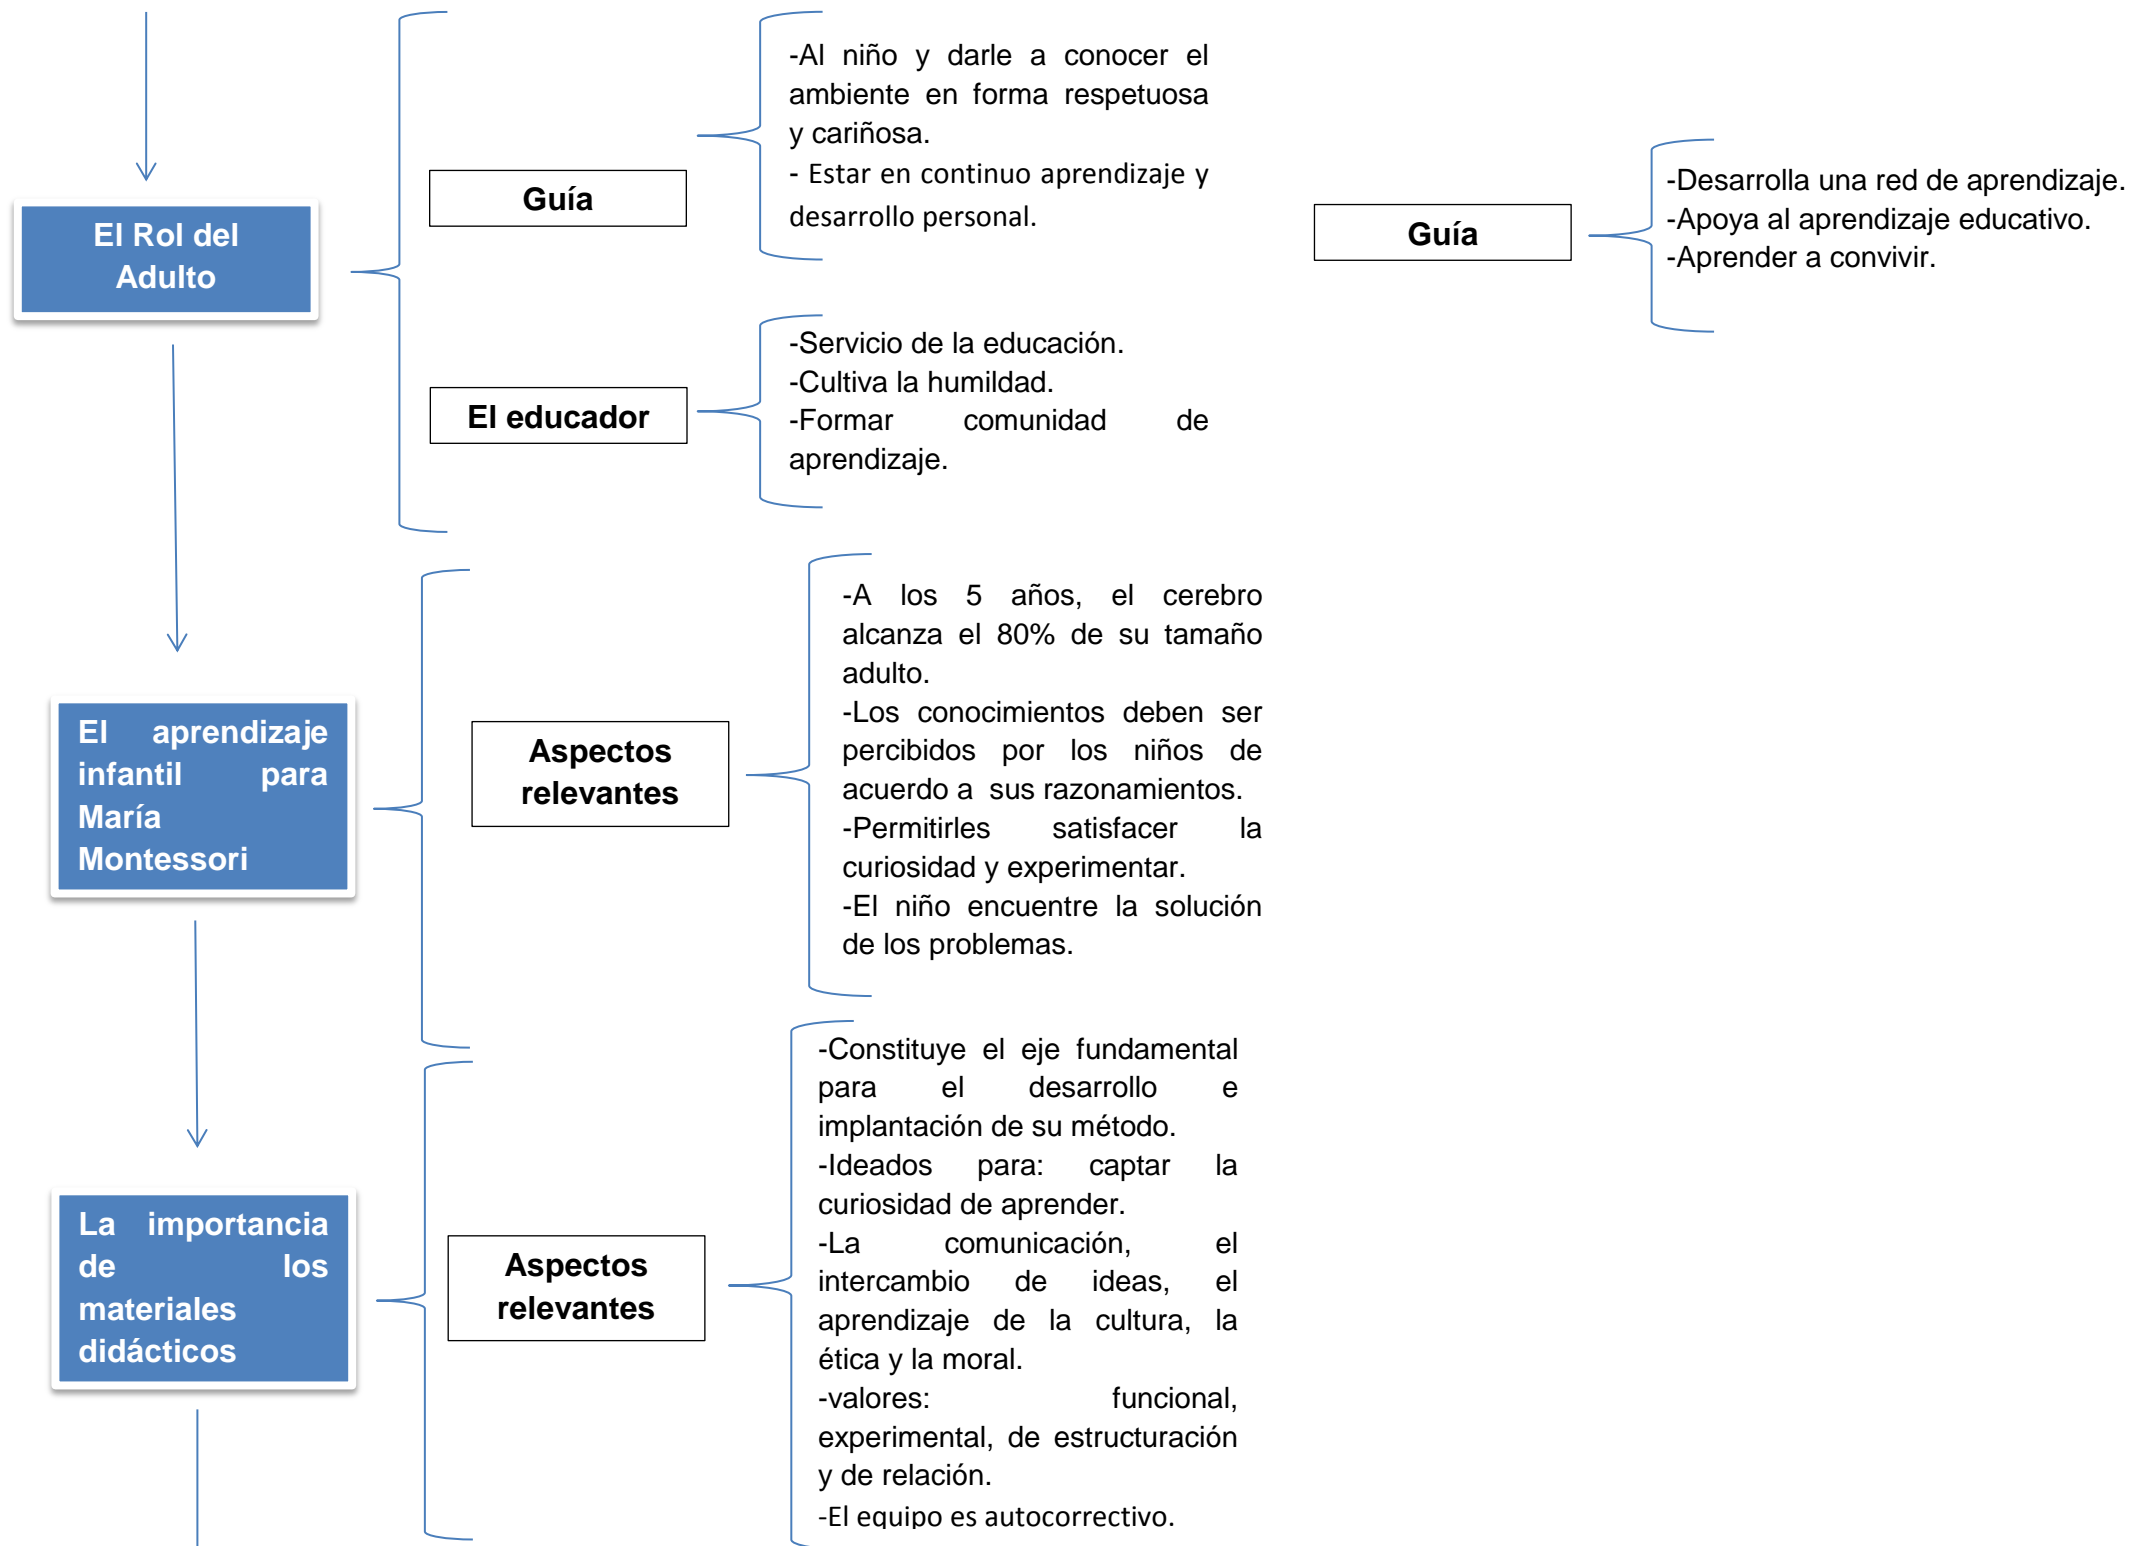 El Rol del
Adulto
Guía
-Al niño y darle a conocer el
ambiente en forma respetuosa
y cariñosa.
- Estar en continuo aprendizaje y
desarrollo personal.
Guía
-Desarrolla una red de aprendizaje.
-Apoya al aprendizaje educativo.
-Aprender a convivir.
El educador
-Servicio de la educación.
-Cultiva la humildad.
-Formar comunidad de
aprendizaje.
El aprendizaje
infantil para
María
Montessori
Aspectos
relevantes
-A los 5 años, el cerebro
alcanza el 80% de su tamaño
adulto.
-Los conocimientos deben ser
percibidos por los niños de
acuerdo a sus razonamientos.
-Permitirles satisfacer la
curiosidad y experimentar.
-El niño encuentre la solución
de los problemas.
La importancia
de los
materiales
didácticos
Aspectos
relevantes
-Constituye el eje fundamental
para el desarrollo e
implantación de su método.
-Ideados para: captar la
curiosidad de aprender.
-La comunicación, el
intercambio de ideas, el
aprendizaje de la cultura, la
ética y la moral.
-valores: funcional,
experimental, de estructuración
y de relación.
-El equipo es autocorrectivo.